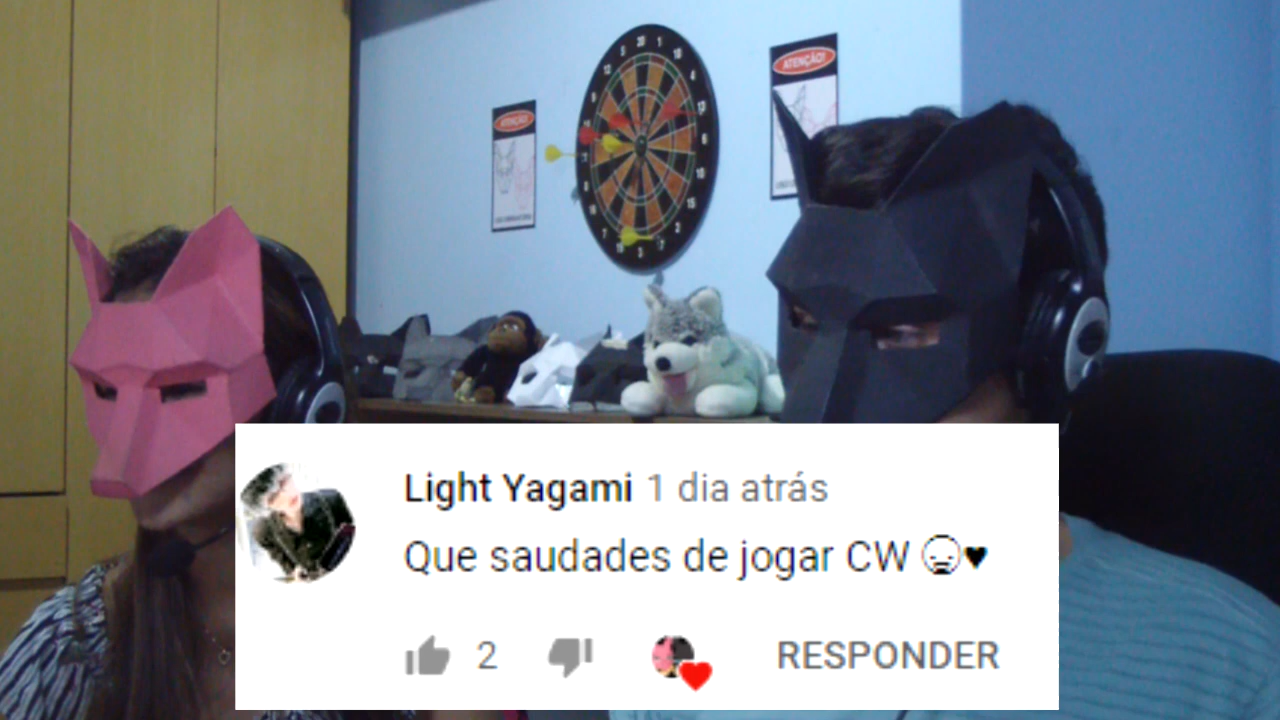 ATENÇÃO!
ATENÇÃO!
Light Yagami 1 dia atrás
Que saudades de jogar CW 😔♥
2
RESPONDER